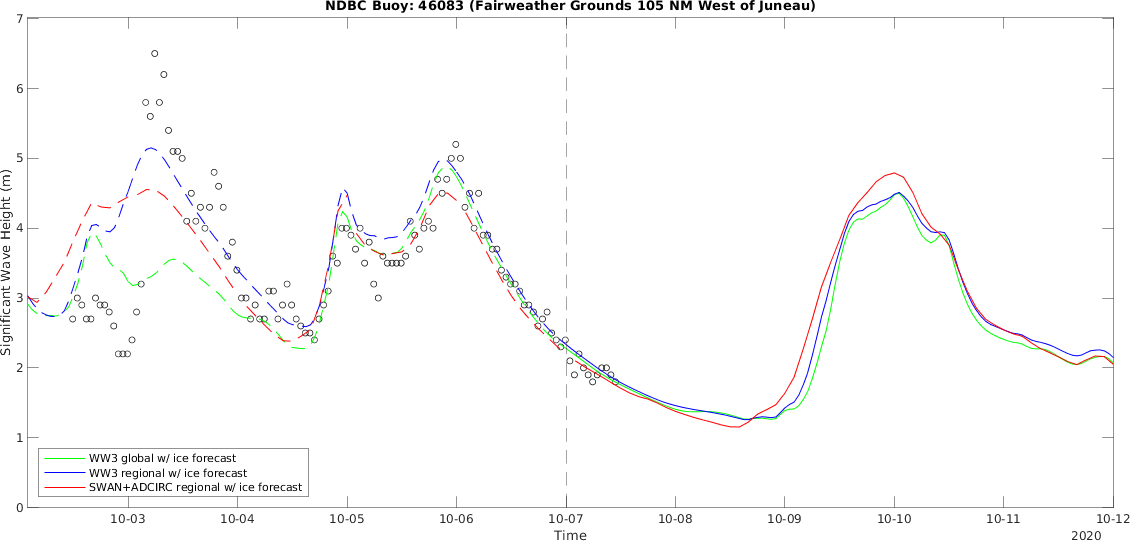 NDBC Buoy: 46083 (Fairweather Grounds 105 NM West of Juneau)
7
6
5
4
3
2
1
0
Significant Wave Height (m)
WW3 global w/ ice forecast
WW3 regional w/ ice forecast
SWAN+ADCIRC regional w/ ice forecast
10-03 10-04 10-05 10-06 10-07 10-08 10-09 10-10 10-11 10-12
Time
2020